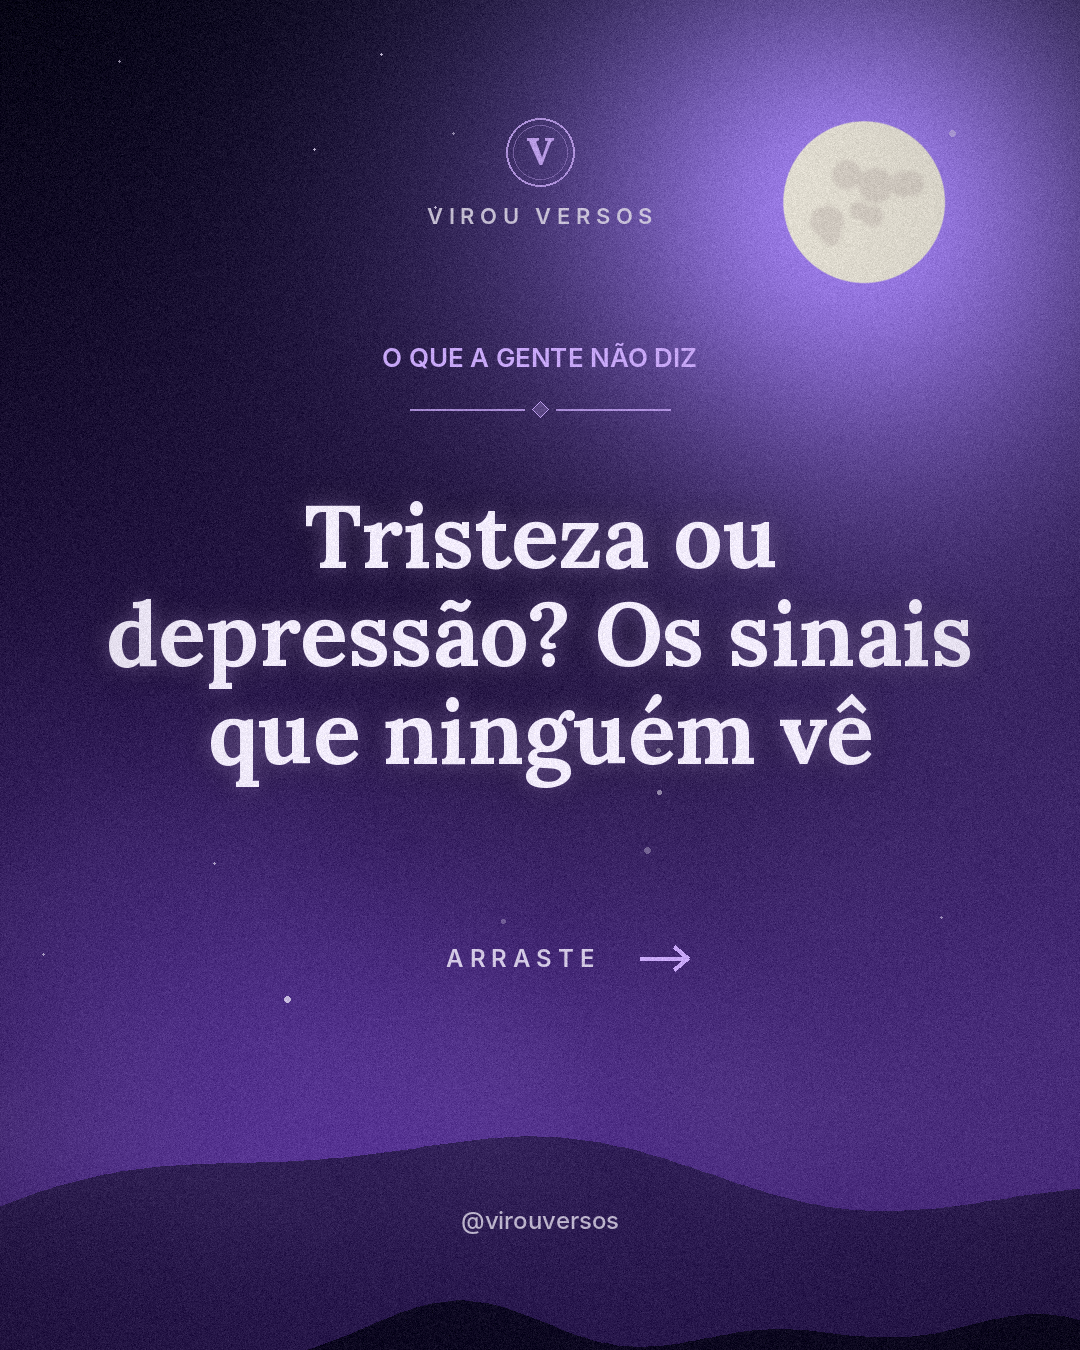 V
VIROU VERSOS
O QUE A GENTE NÃO DIZ
Tristeza ou
depressão? Os sinais
que ninguém vê
ARRASTE
@virouversos